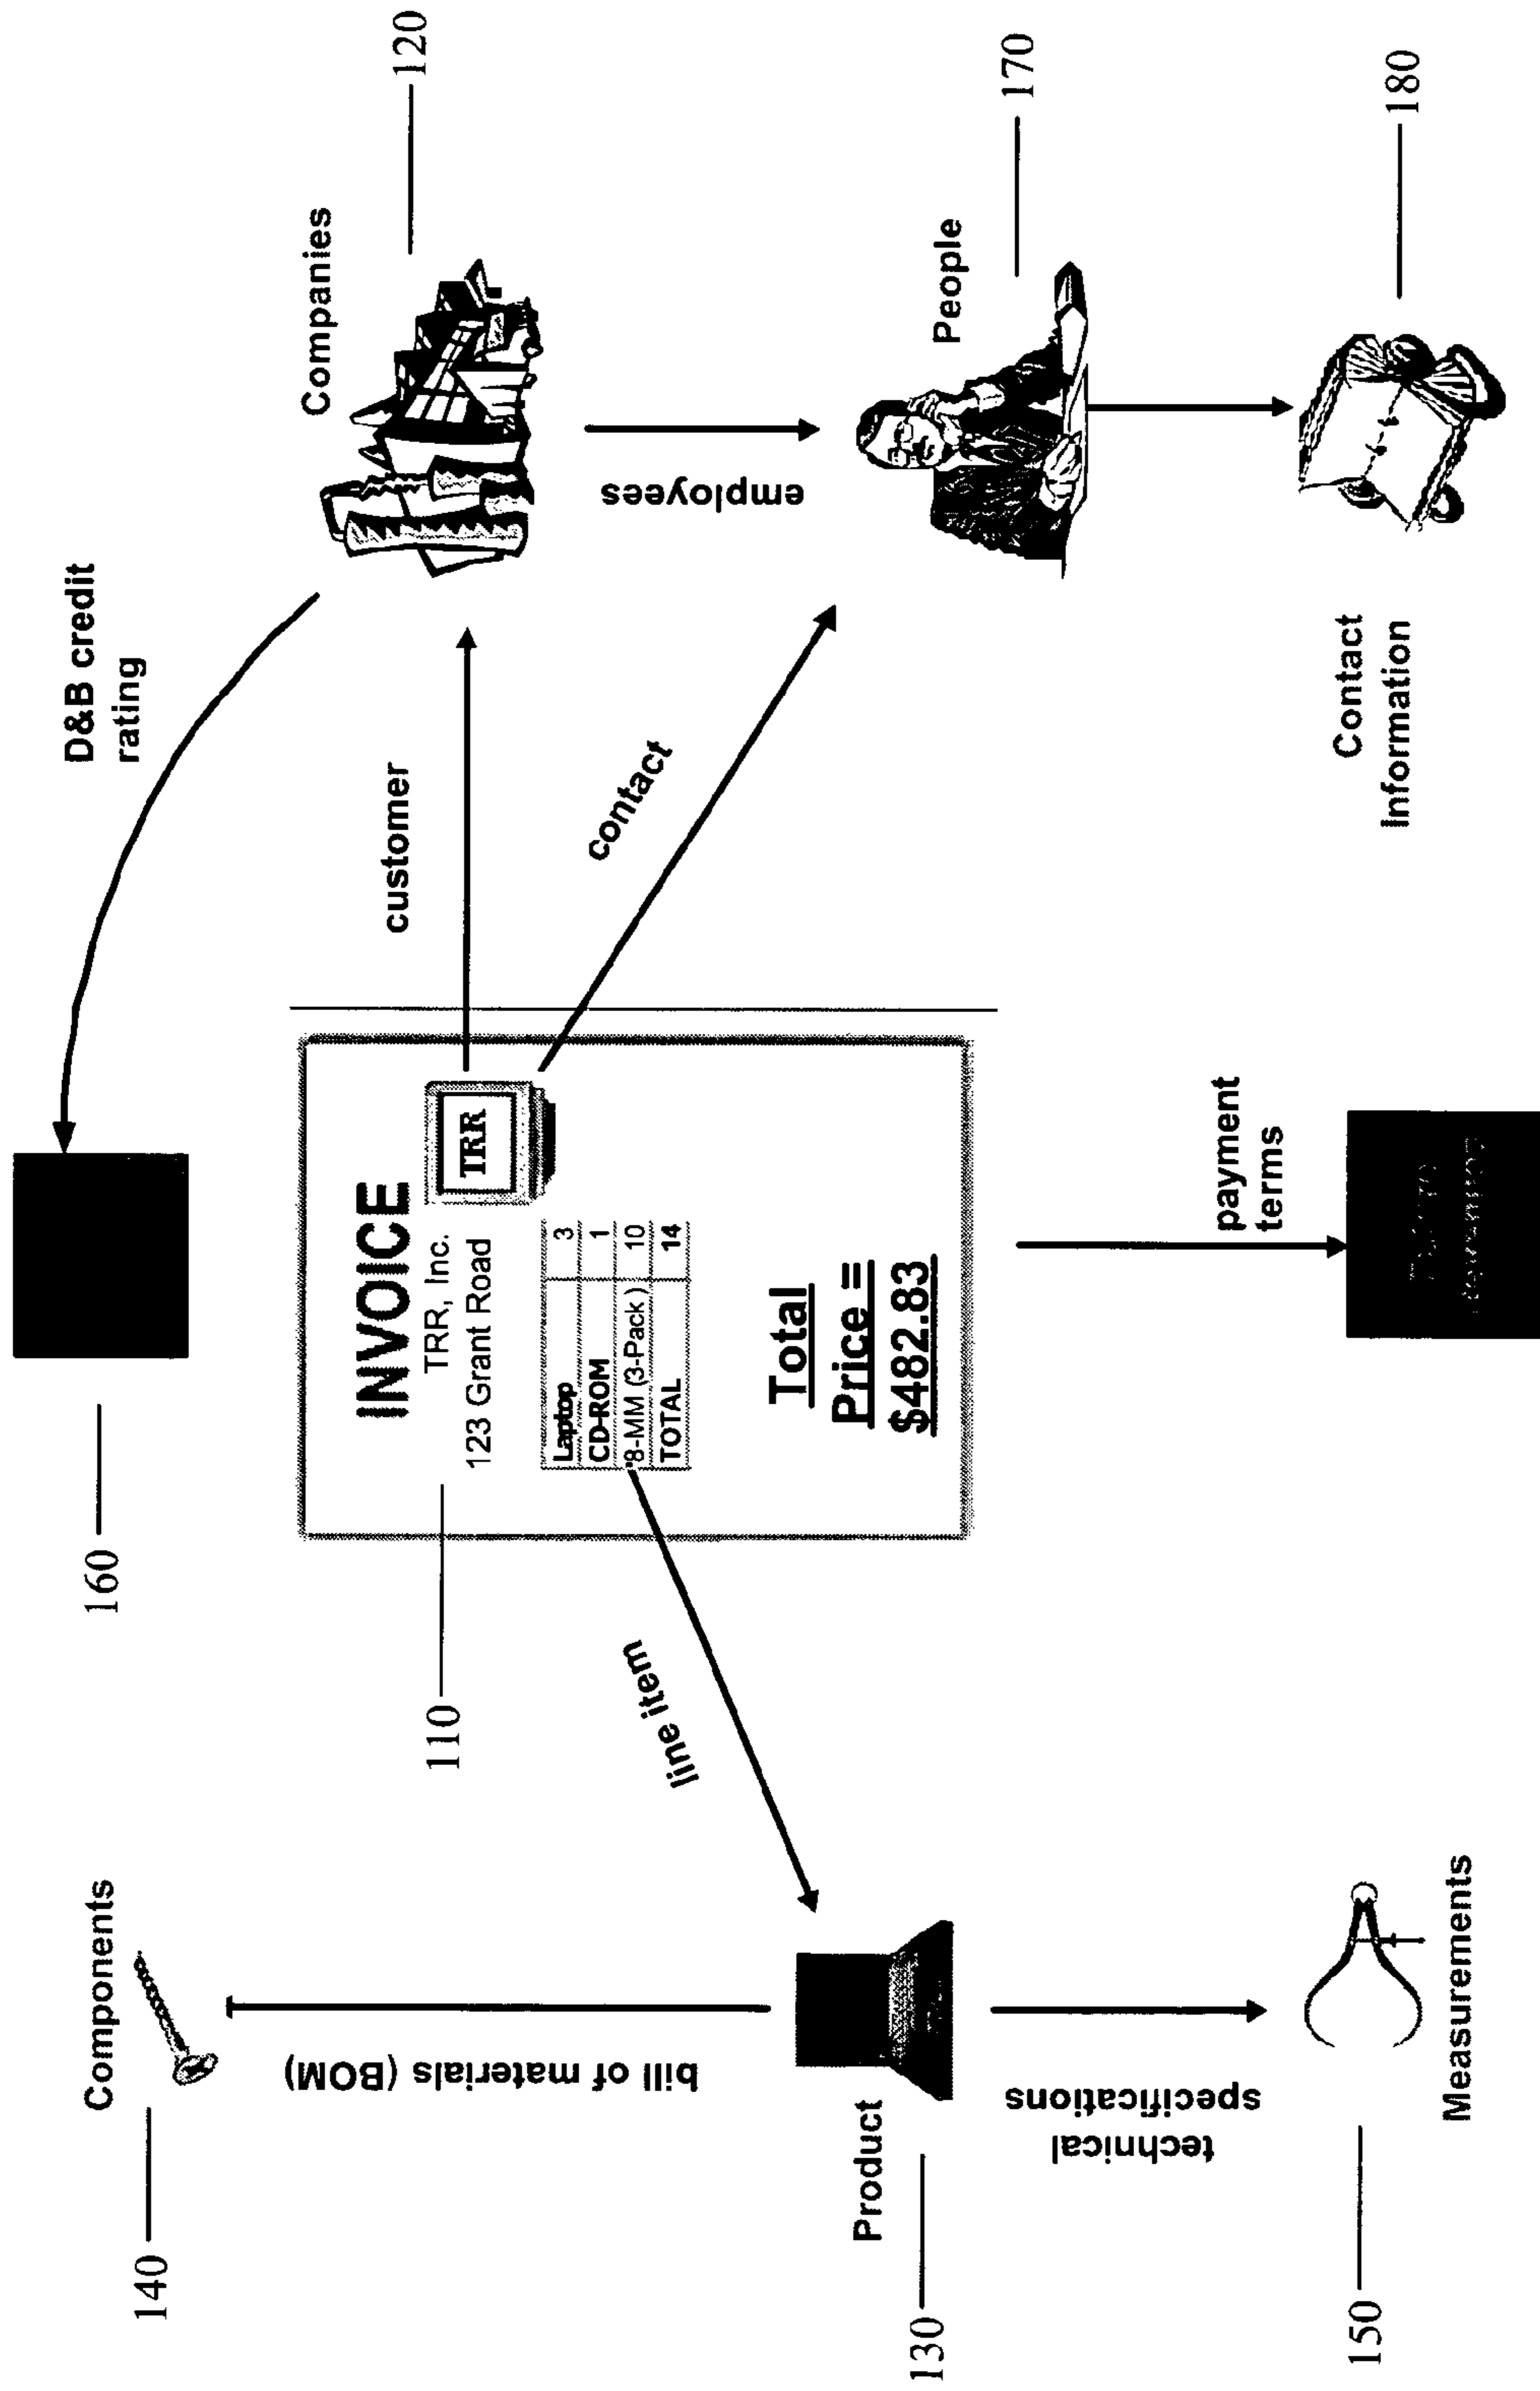 160
D&B credit
rating
Components
140
Companies
120
110
INVOICE
TRR, Inc.
123 Grant Road
TRR
Laptop 3
CD-ROM 1
8-MM (3-Pack) 10
TOTAL 14
Total
Price =
$482.83
customer
contact
employees
bill of materials (BOM)
line item
Product
130
People
170
technical
specifications
payment
terms
Measurements
150
Contact
Information
180